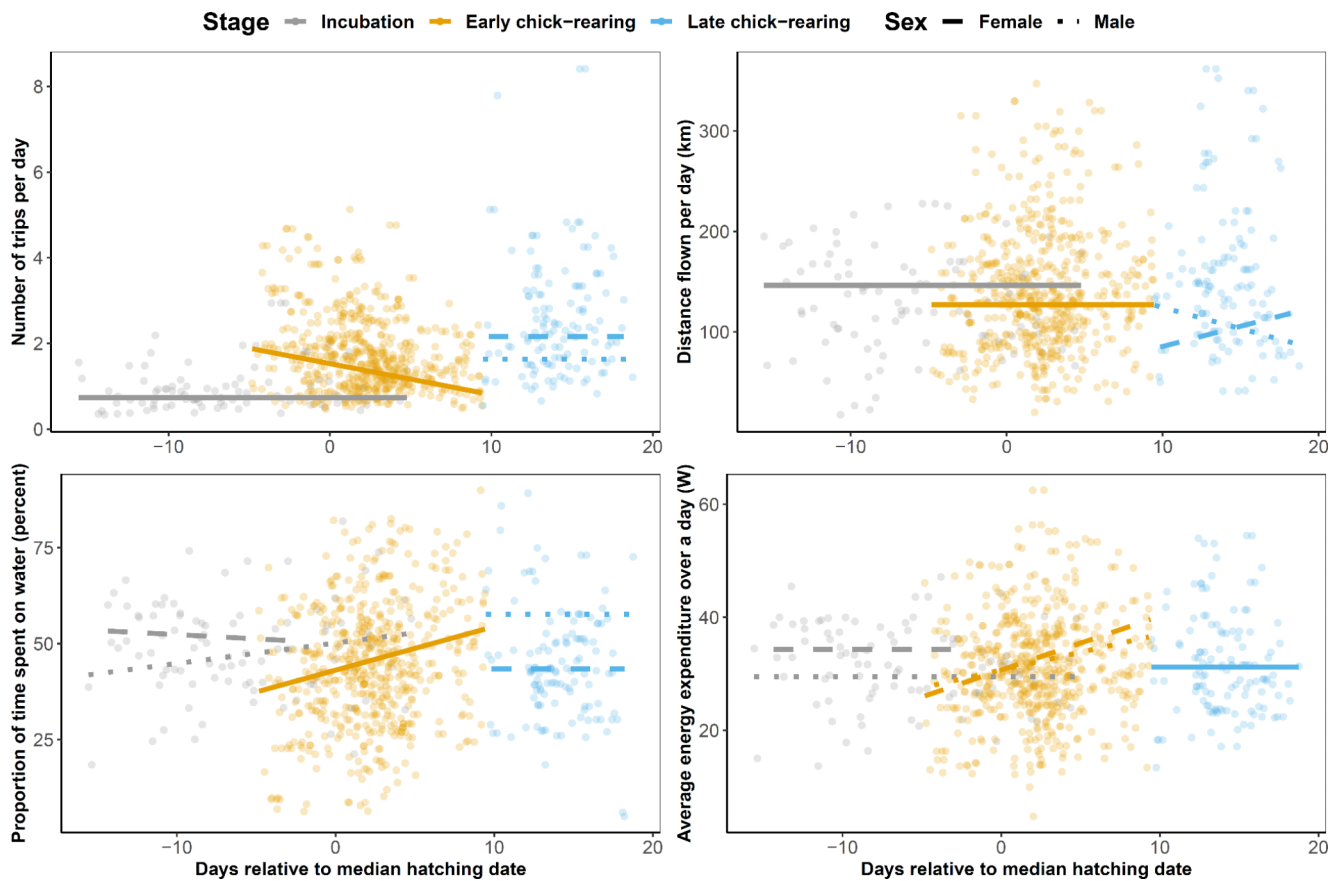 Stage Incubation Early chick−rearing Late chick−rearing Sex Female Male
Number of trips per day
8
6
4
2
0
−10 0 10 20
Distance flown per day (km)
300
200
100
−10 0 10 20
Proportion of time spent on water (percent)
75
50
25
−10 0 10 20
Days relative to median hatching date
Average energy expenditure over a day (W)
60
40
20
−10 0 10 20
Days relative to median hatching date